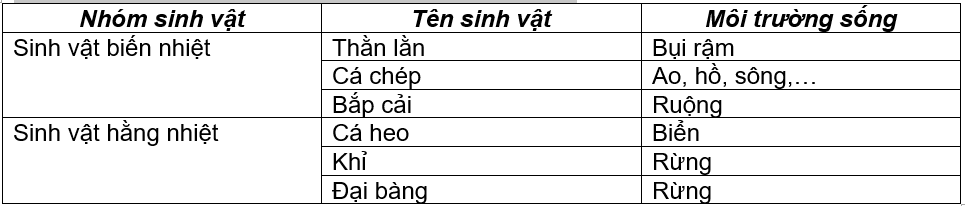 Nhóm sinh vật Tên sinh vật Môi trường sống
Sinh vật biến nhiệt Thằn lằn Bụi rậm
Cá chép Ao, hồ, sông,…
Bắp cải Ruộng
Sinh vật hằng nhiệt Cá heo Biển
Khỉ Rừng
Đại bàng Rừng